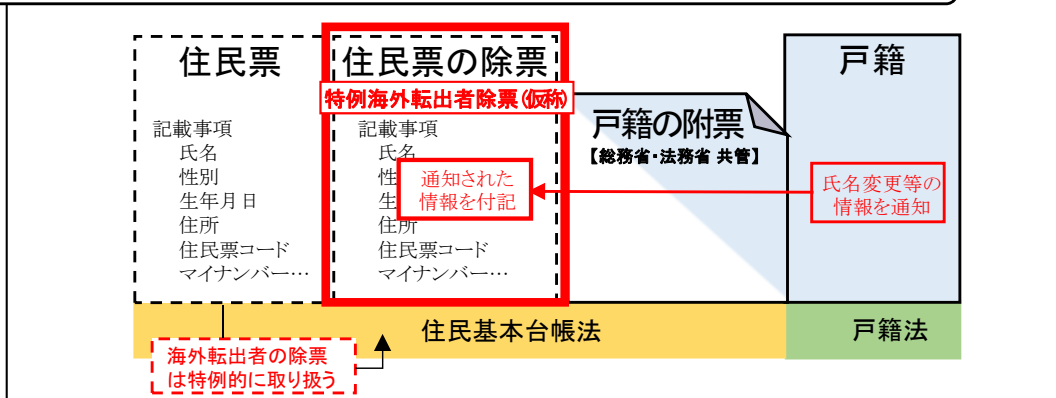 住民票
記載事項
氏名
性別
生年月日
住所
住民票コード
マイナンバー…
住民票の除票
特例海外転出者除票(仮称)
記載事項
氏名
性
生
住所
住民票コード
マイナンバー…
通知された
情報を付記
戸籍の附票
【総務省・法務省 共管】
戸籍
氏名変更等の
情報を通知
住民基本台帳法
戸籍法
海外転出者の除票
は特例的に取り扱う